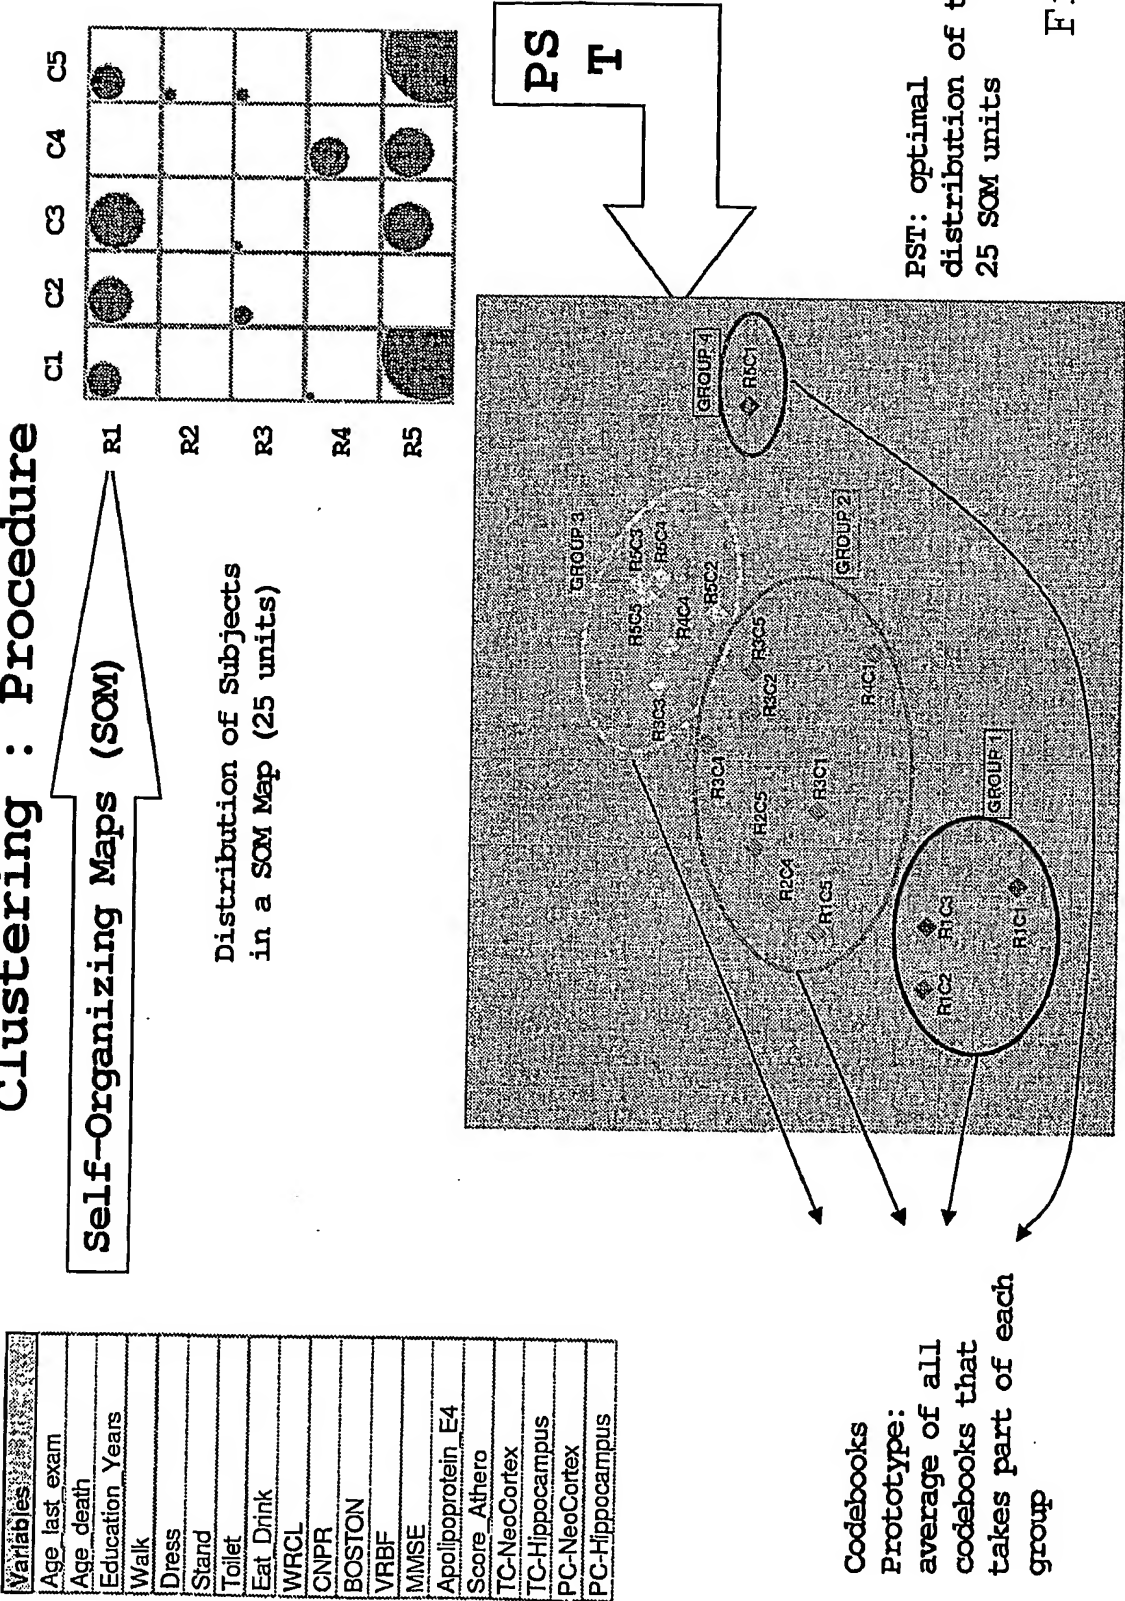 Clustering : Procedure
Variables
Age_last_exam
Age_death
Education_Years
Walk
Dress
Stand
Toilet
Eat_Drink
WRCL
CNPR
BOSTON
VRBF
MMSE
Apolipoprotein_E4
Score_Athero
TC-NeoCortex
TC-Hippocampus
PC-NeoCortex
PC-Hippocampus
Self-Organizing Maps (SOM)
Distribution of Subjects
in a SOM Map (25 units)
C1 C2 C3 C4 C5
R1
R2
R3
R4
R5
PS
T
PST: optimal
distribution of t
25 SOM units
GROUP 3
R5C5
R5C3
R5C4
R4C4
R5C2
R3C3
GROUP 4
R5C1
GROUP 2
R3C4
R3C2
R3C5
R2C5
R2C4
R3C1
R1C5
R4C1
GROUP 1
R1C2
R1C3
R1C1
Codebooks
Prototype:
average of all
codebooks that
takes part of each
group